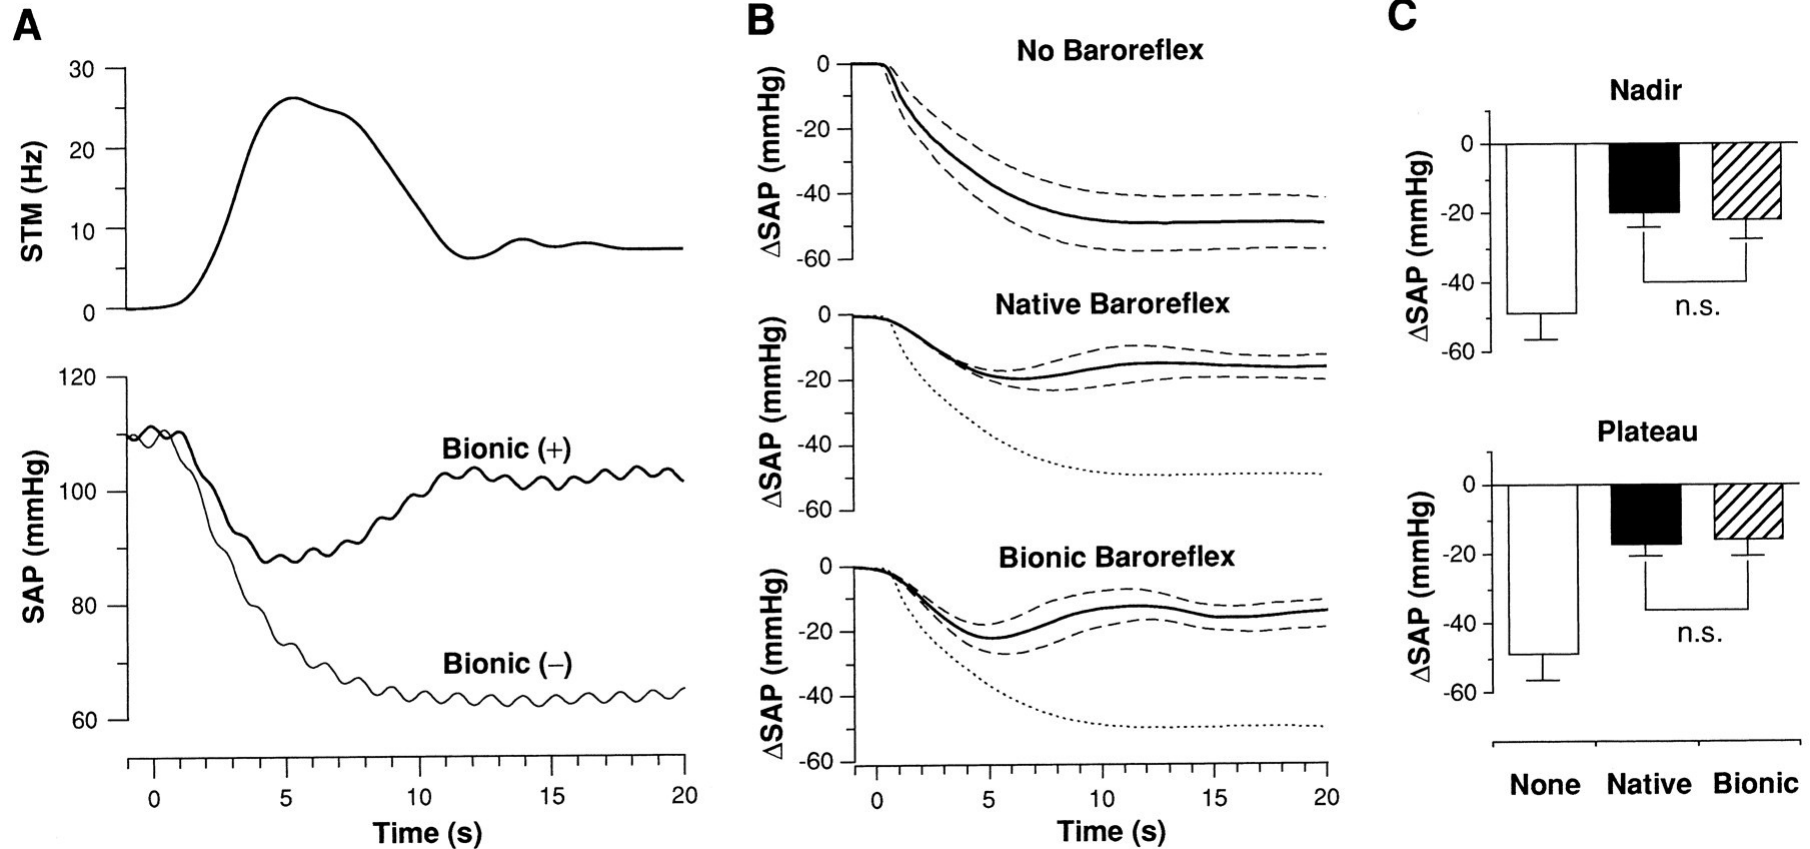 A
STM (Hz)
30
20
10
0
SAP (mmHg)
120
100
80
60
Bionic (+)
Bionic (−)
0 5 10 15 20
Time (s)
B
No Baroreflex
ΔSAP (mmHg)
0
-20
-40
-60
Native Baroreflex
ΔSAP (mmHg)
0
-20
-40
-60
Bionic Baroreflex
ΔSAP (mmHg)
0
-20
-40
-60
0 5 10 15 20
Time (s)
C
Nadir
ΔSAP (mmHg)
0
-20
-40
-60
n.s.
Plateau
ΔSAP (mmHg)
0
-20
-40
-60
n.s.
None Native Bionic